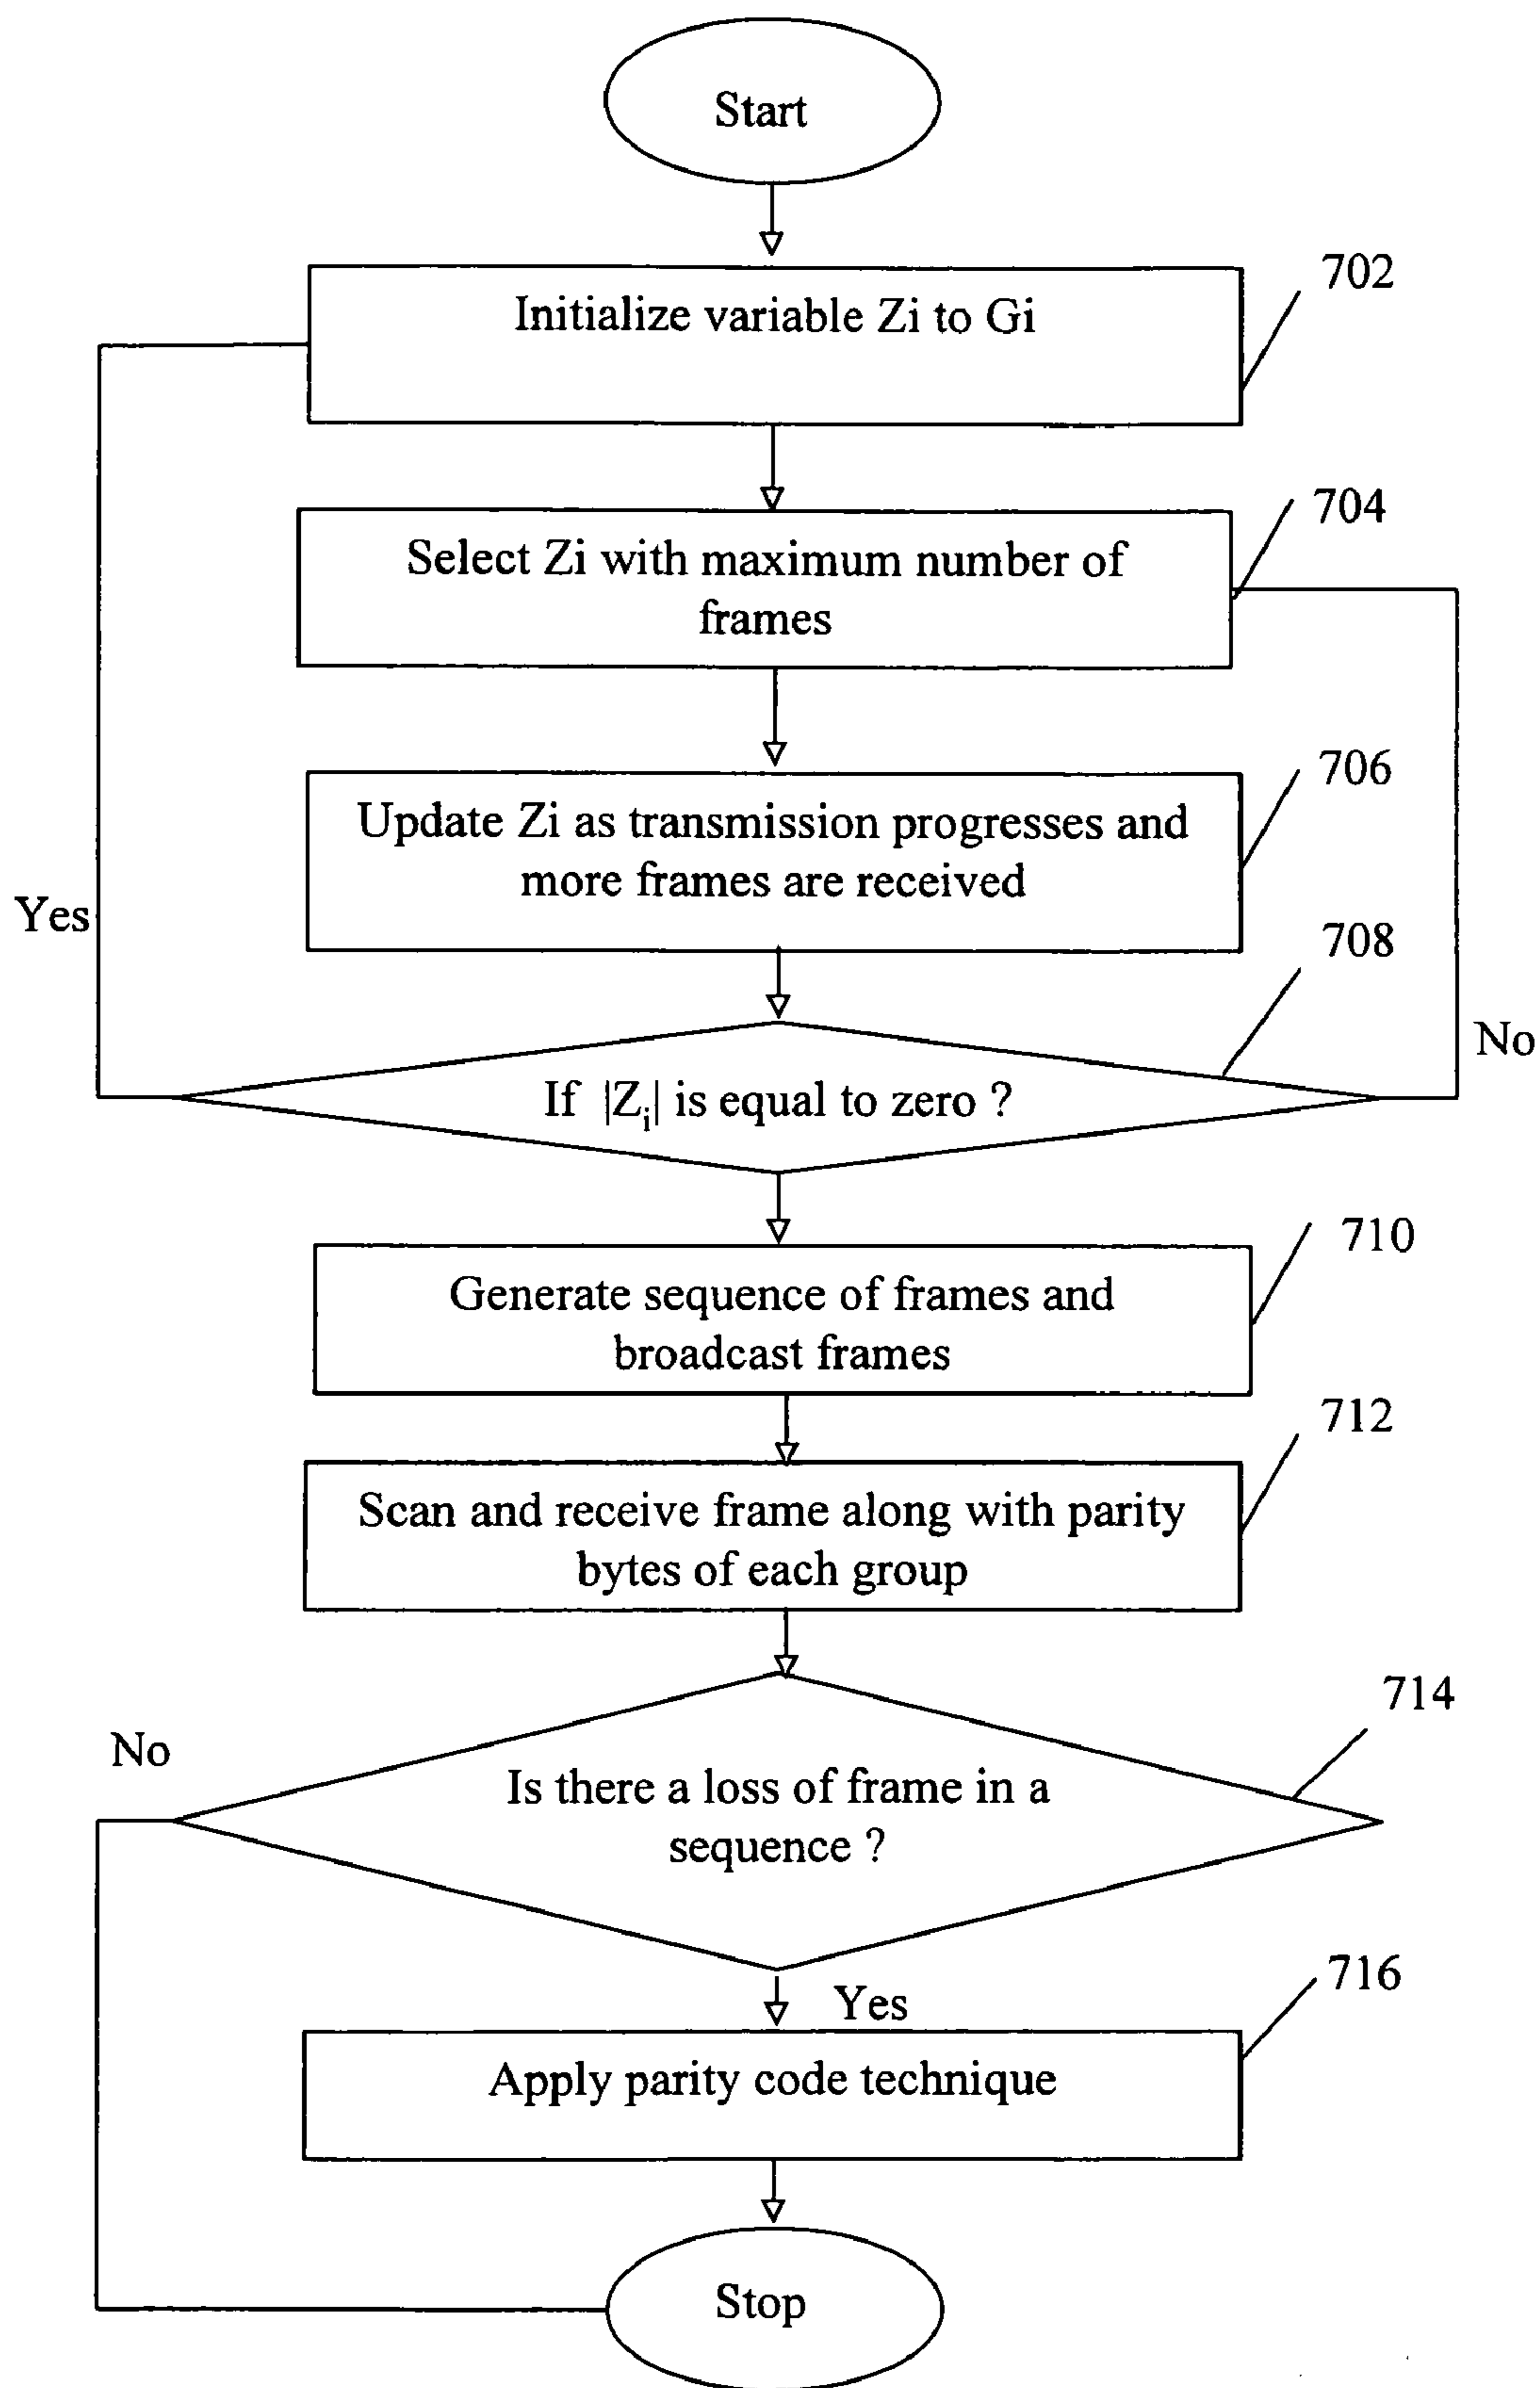 Start
702
Initialize variable Zi to Gi
704
Select Zi with maximum number of
frames
706
Update Zi as transmission progresses and
more frames are received
Yes
708
No
If |Zi| is equal to zero ?
710
Generate sequence of frames and
broadcast frames
712
Scan and receive frame along with parity
bytes of each group
714
No
Is there a loss of frame in a
sequence ?
716
Yes
Apply parity code technique
Stop